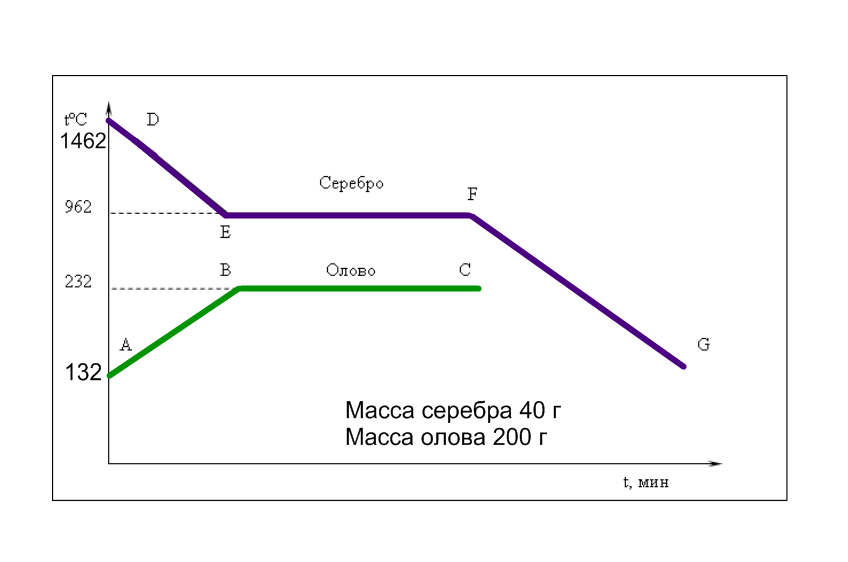 t°C
D
1462
Серебро
F
962
E
B
Олово
C
232
A
G
132
Масса серебра 40 г
Масса олова 200 г
t, мин